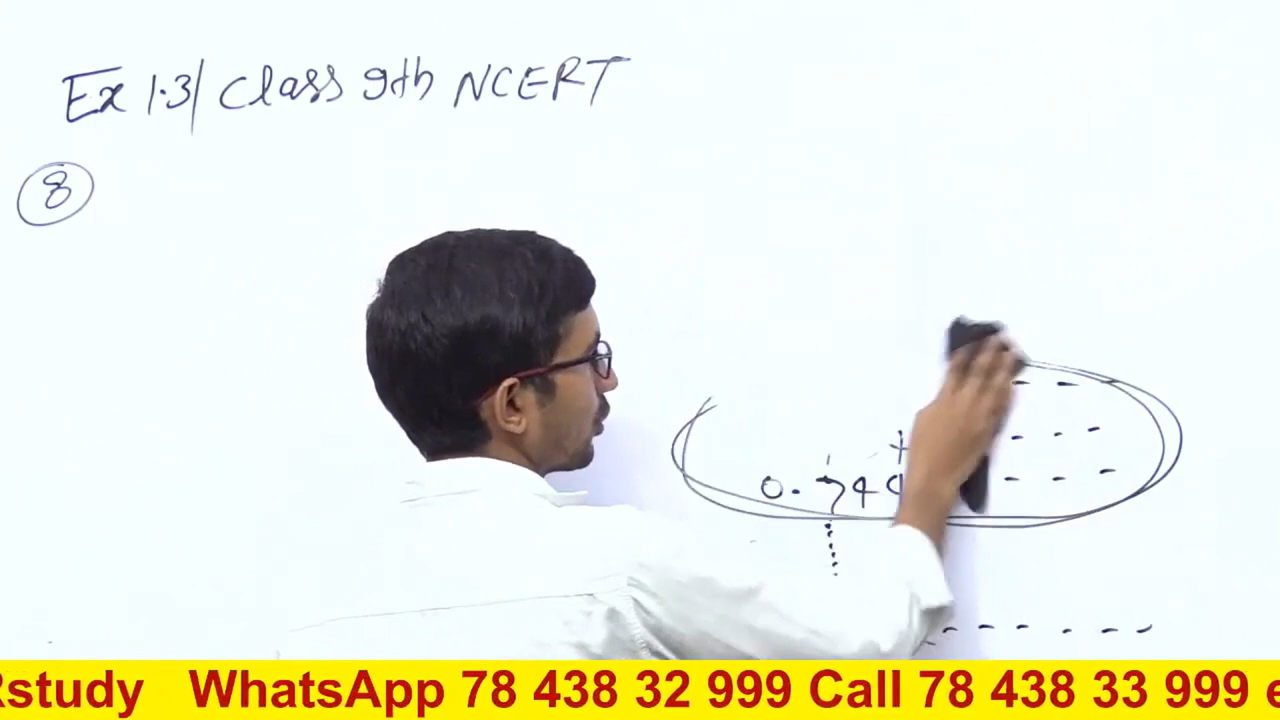 Ex 1.3| Class 9th NCERT
8
+
0.74
Rstudy WhatsApp 78 438 32 999 Call 78 438 33 999 e